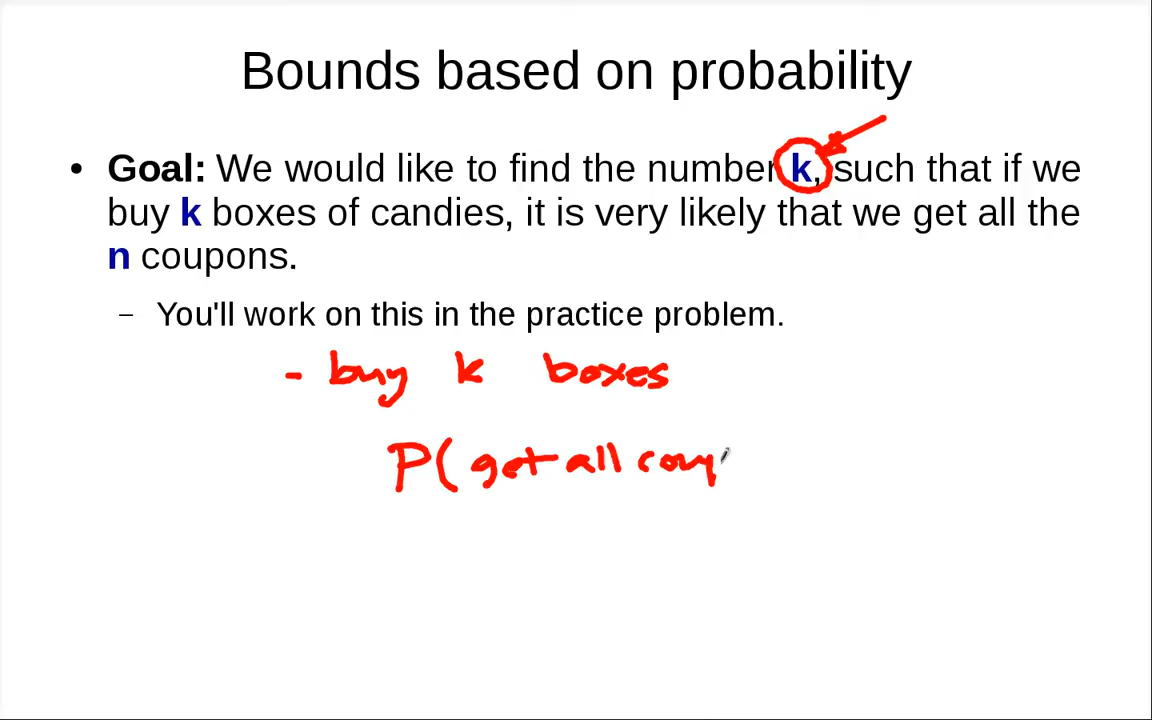 Bounds based on probability
• Goal: We would like to find the number k, such that if we
buy k boxes of candies, it is very likely that we get all the
n coupons.
– You'll work on this in the practice problem.
- buy k boxes
P( get all coup